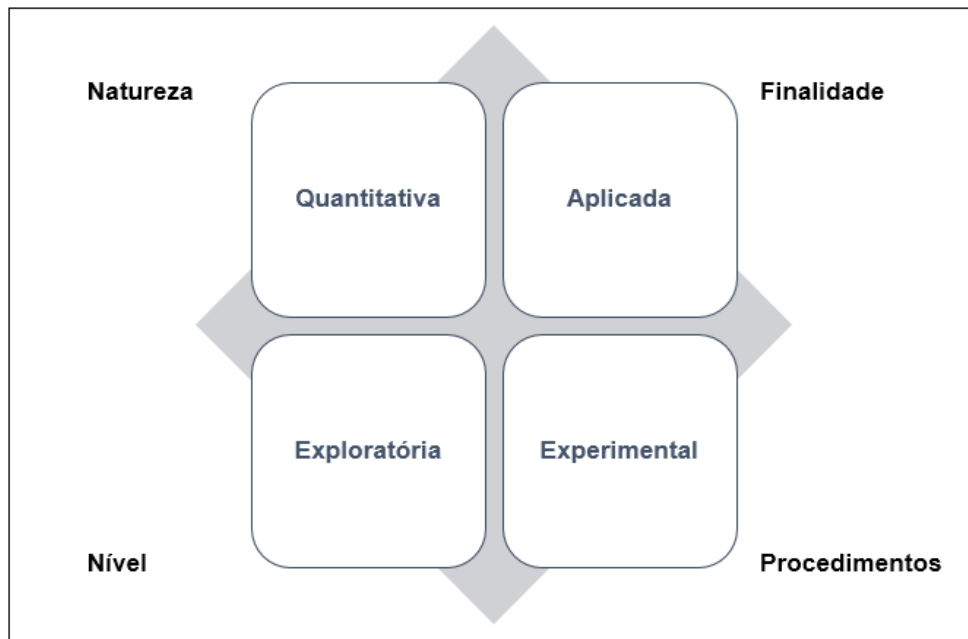 Natureza
Finalidade
Quantitativa
Aplicada
Exploratória
Experimental
Nível
Procedimentos